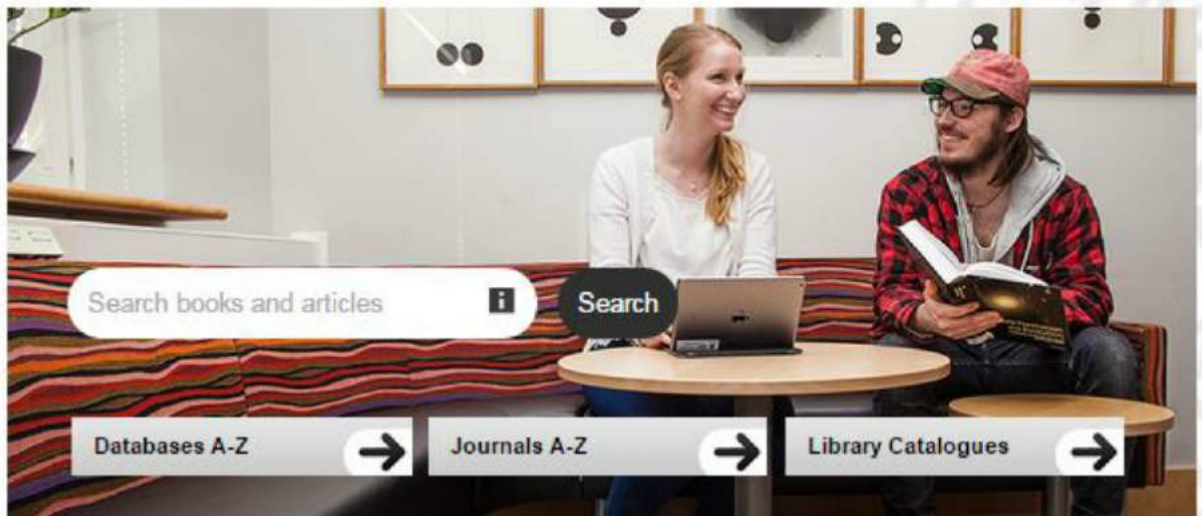 Search books and articles
Search
Databases A-Z
Journals A-Z
Library Catalogues